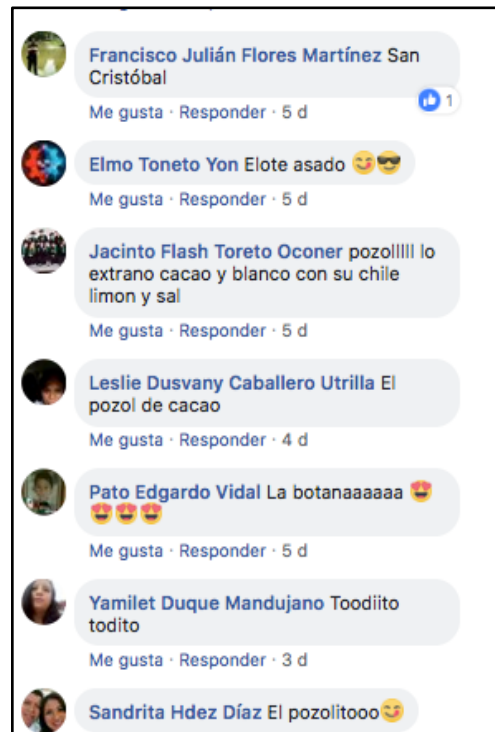 Francisco Julián Flores Martínez San
Cristóbal
Me gusta · Responder · 5 d
1
Elmo Toneto Yon Elote asado 😋😎
Me gusta · Responder · 5 d
Jacinto Flash Toreto Oconer pozolllll lo
extrano cacao y blanco con su chile
limon y sal
Me gusta · Responder · 5 d
Leslie Dusvany Caballero Utrilla El
pozol de cacao
Me gusta · Responder · 4 d
Pato Edgardo Vidal La botanaaaaaa 😍
😍😍😍
Me gusta · Responder · 5 d
Yamilet Duque Mandujano Toodiito
todito
Me gusta · Responder · 3 d
Sandrita Hdez Díaz El pozolitooo😋